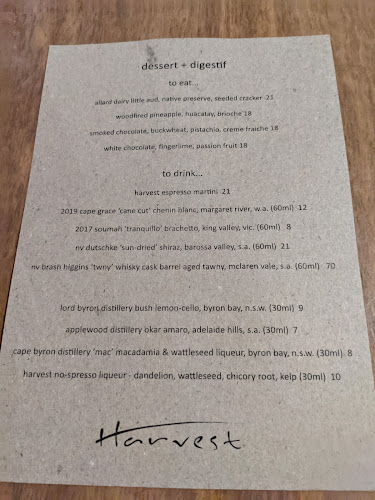 dessert + digestif
to eat...
allard dairy little aud, native preserve, seeded cracker 21
woodfired pineapple, huacatay, brioche 18
smoked chocolate, buckwheat, pistachio, creme fraiche 18
white chocolate, fingerlime, passion fruit 18
to drink...
harvest espresso martini 21
2019 cape grace 'cane cut' chenin blanc, margaret river, w.a. (60ml) 12
2017 soumah 'tranquillo' brachetto, king valley, vic. (60ml) 8
nv dutschke 'sun-dried' shiraz, barossa valley, s.a. (60ml) 21
nv brash higgins 'twny' whisky cask barrel aged tawny, mclaren vale, s.a. (60ml) 70
lord byron distillery bush lemon-cello, byron bay, n.s.w. (30ml) 9
applewood distillery okar amaro, adelaide hills, s.a. (30ml) 7
cape byron distillery 'mac' macadamia & wattleseed liqueur, byron bay, n.s.w. (30ml) 8
harvest no-spresso liqueur - dandelion, wattleseed, chicory root, kelp (30ml) 10
Harvest